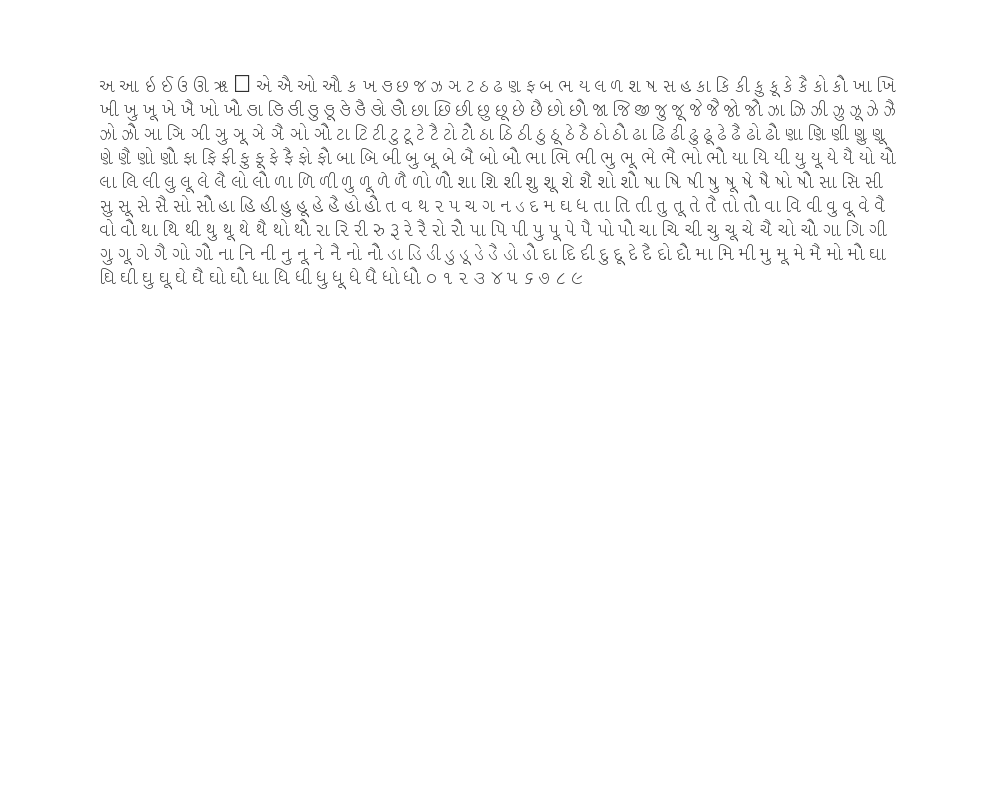 અ આ ઇ ઈ ઉ ઊ ઋ એ ઐ ઓ ઔ ક ખ ઙ છ જ ઝ ઞ ટ ઠ ઢ ણ ફ બ ભ ય લ ળ શ ષ સ હ કા કિ કી કુ કૂ કે કૈ કો કૌ ખા ખિ
ખી ખુ ખૂ ખે ખૈ ખો ખૌ ઙા ઙિ ઙી ઙુ ઙૂ ઙે ઙૈ ઙો ઙૌ છા છિ છી છુ છૂ છે છૈ છો છૌ જા જિ જી જુ જૂ જે જૈ જો જૌ ઝા ઝિ ઝી ઝુ ઝૂ ઝે ઝૈ
ઝો ઝૌ ઞા ઞિ ઞી ઞુ ઞૂ ઞે ઞૈ ઞો ઞૌ ટા ટિ ટી ટુ ટૂ ટે ટૈ ટો ટૌ ઠા ઠિ ઠી ઠુ ઠૂ ઠે ઠૈ ઠો ઠૌ ઢા ઢિ ઢી ઢુ ઢૂ ઢે ઢૈ ઢો ઢૌ ણા ણિ ણી ણુ ણૂ
ણે ણૈ ણો ણૌ ફા ફિ ફી ફુ ફૂ ફે ફૈ ફો ફૌ બા બિ બી બુ બૂ બે બૈ બો બૌ ભા ભિ ભી ભુ ભૂ ભે ભૈ ભો ભૌ યા યિ યી યુ યૂ યે યૈ યો યૌ
લા લિ લી લુ લૂ લે લૈ લો લૌ ળા ળિ ળી ળુ ળૂ ળે ળૈ ળો ળૌ શા શિ શી શુ શૂ શે શૈ શો શૌ ષા ષિ ષી ષુ ષૂ ષે ષૈ ષો ષૌ સા સિ સી
સુ સૂ સે સૈ સો સૌ હા હિ હી હુ હૂ હે હૈ હો હૌ ત વ થ ર પ ચ ગ ન ડ દ મ ઘ ધ તા તિ તી તુ તૂ તે તૈ તો તૌ વા વિ વી વુ વૂ વે વૈ
વો વૌ થા થિ થી થુ થૂ થે થૈ થો થૌ રા રિ રી રુ રૂ રે રૈ રો રૌ પા પિ પી પુ પૂ પે પૈ પો પૌ ચા ચિ ચી ચુ ચૂ ચે ચૈ ચો ચૌ ગા ગિ ગી
ગુ ગૂ ગે ગૈ ગો ગૌ ના નિ ની નુ નૂ ને નૈ નો નૌ ડા ડિ ડી ડુ ડૂ ડે ડૈ ડો ડૌ દા દિ દી દુ દૂ દે દૈ દો દૌ મા મિ મી મુ મૂ મે મૈ મો મૌ ઘા
ઘિ ઘી ઘુ ઘૂ ઘે ઘૈ ઘો ઘૌ ધા ધિ ધી ધુ ધૂ ધે ધૈ ધો ધૌ ૦ ૧ ૨ ૩ ૪ ૫ ૬ ૭ ૮ ૯